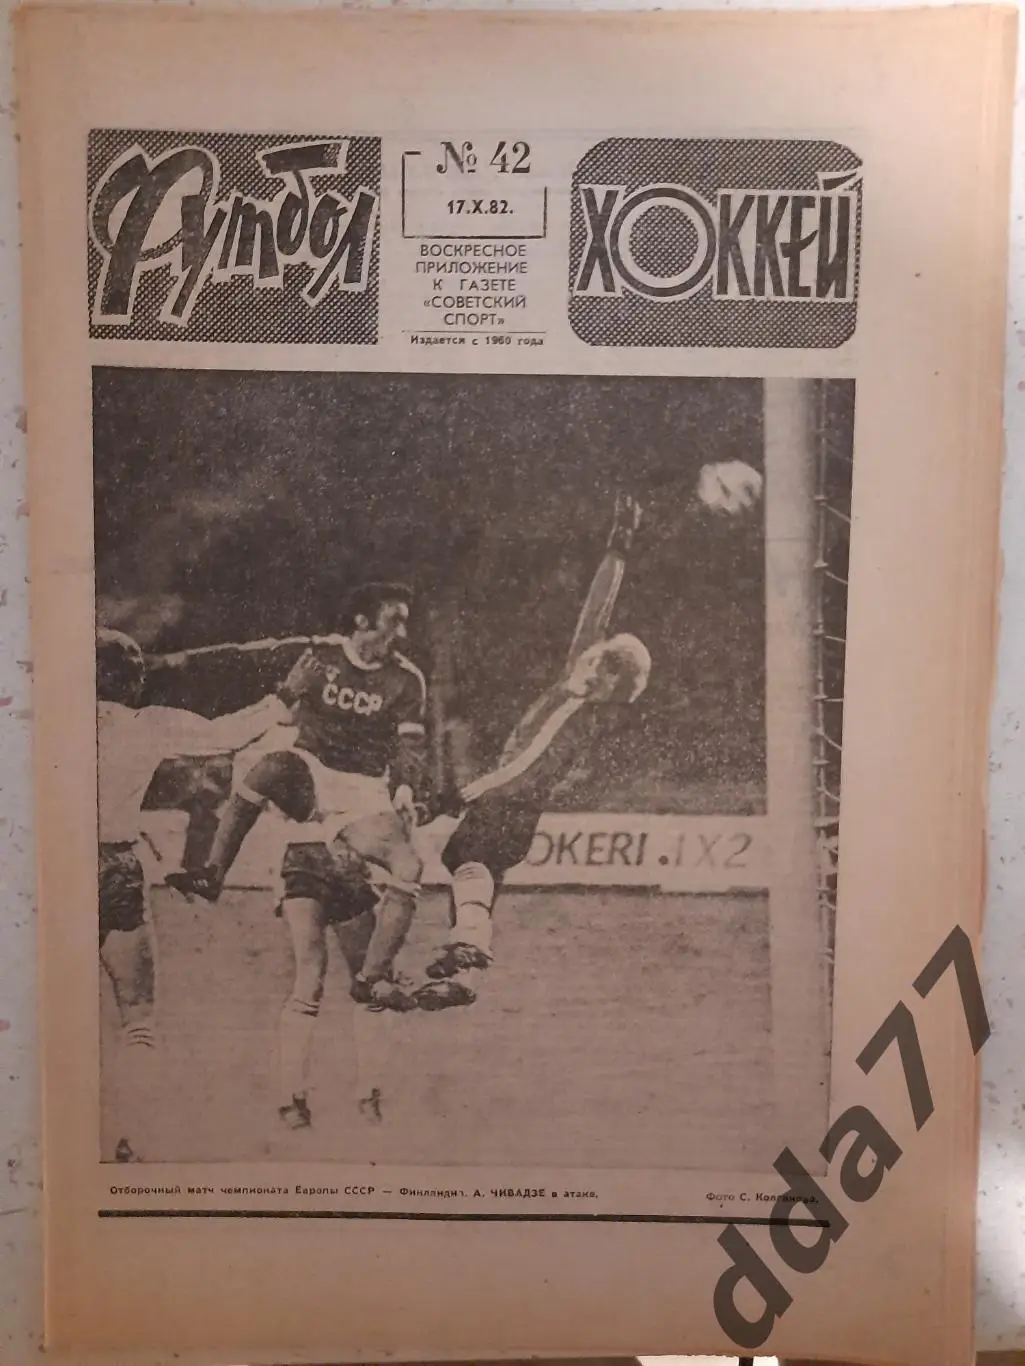 Футбол
№ 42
17.X.82.
ВОСКРЕСНОЕ
ПРИЛОЖЕНИЕ
К ГАЗЕТЕ
«СОВЕТСКИЙ
СПОРТ»
Издается с 1960 года
ХОККЕЙ
СССР
OKERI .1X2
Отборочный матч чемпионата Европы СССР — Финляндия. А. ЧИВАДЗЕ в атаке.
Фото С.
dda77